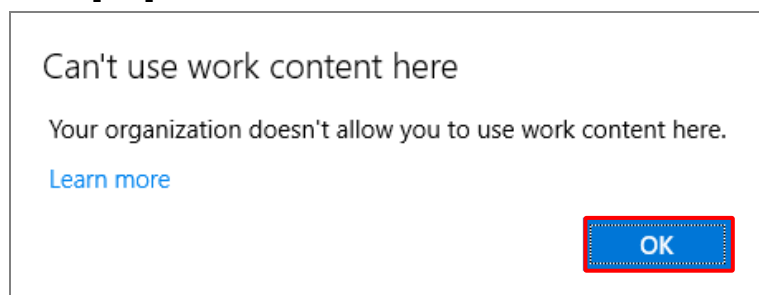 Can't use work content here
Your organization doesn't allow you to use work content here.
Learn more
OK